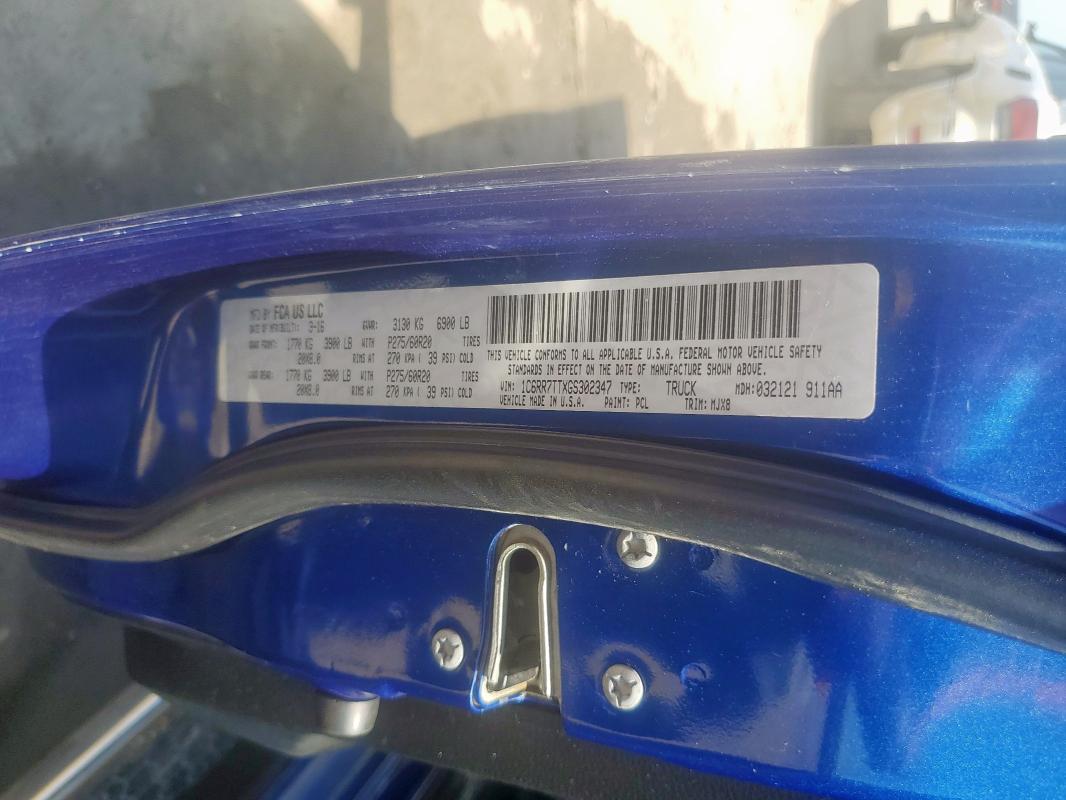 MFD BY FCA US LLC
DATE OF MFR/BUILT: 3-16 GVWR: 3130 KG 6900 LB
GAWR FRONT: 1770 KG 3900 LB WITH P275/60R20 TIRES
20X8.0 RIMS AT 270 KPA ( 39 PSI) COLD
GAWR REAR: 1770 KG 3900 LB WITH P275/60R20 TIRES
20X8.0 RIMS AT 270 KPA ( 39 PSI) COLD
THIS VEHICLE CONFORMS TO ALL APPLICABLE U.S.A. FEDERAL MOTOR VEHICLE SAFETY
STANDARDS IN EFFECT ON THE DATE OF MANUFACTURE SHOWN ABOVE.
VIN: 1C6RR7TTXGS302347 TYPE: TRUCK MDH:032121 911AA
VEHICLE MADE IN U.S.A. PAINT: PCL TRIM: MJX8